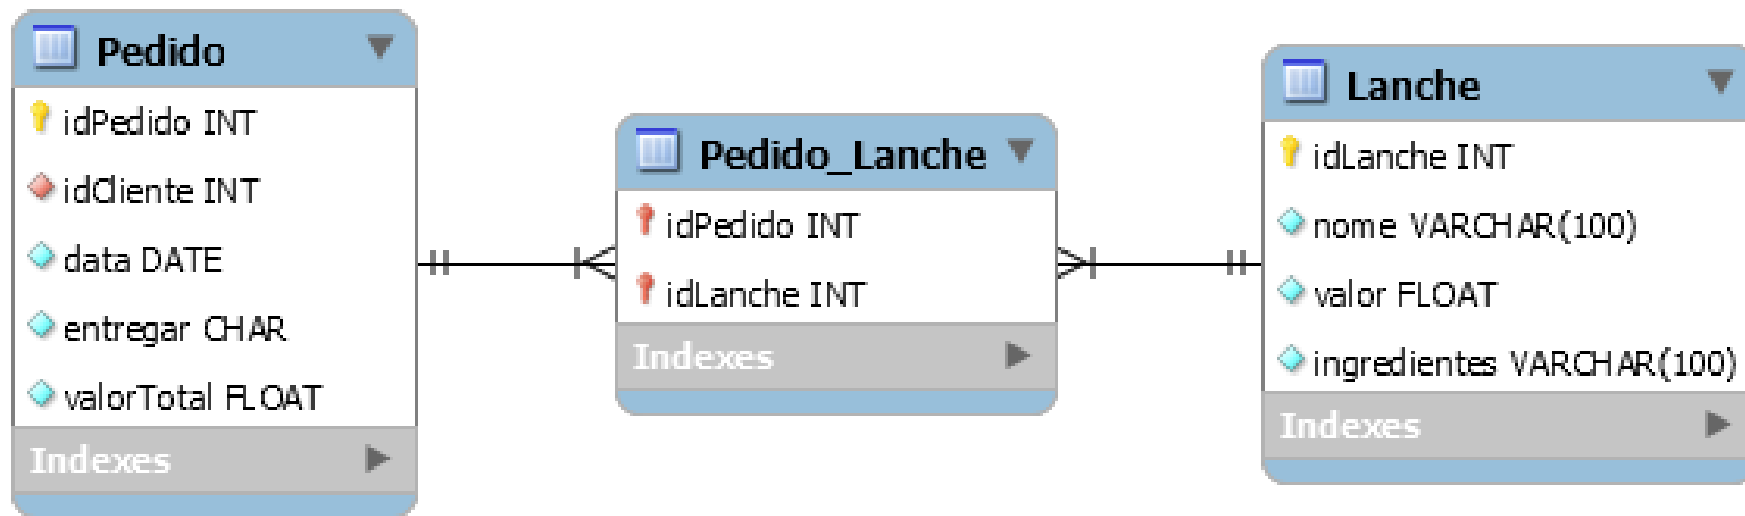 Pedido
idPedido INT
idCliente INT
data DATE
entregar CHAR
valorTotal FLOAT
Indexes
Pedido_Lanche
idPedido INT
idLanche INT
Indexes
Lanche
idLanche INT
nome VARCHAR(100)
valor FLOAT
ingredientes VARCHAR(100)
Indexes